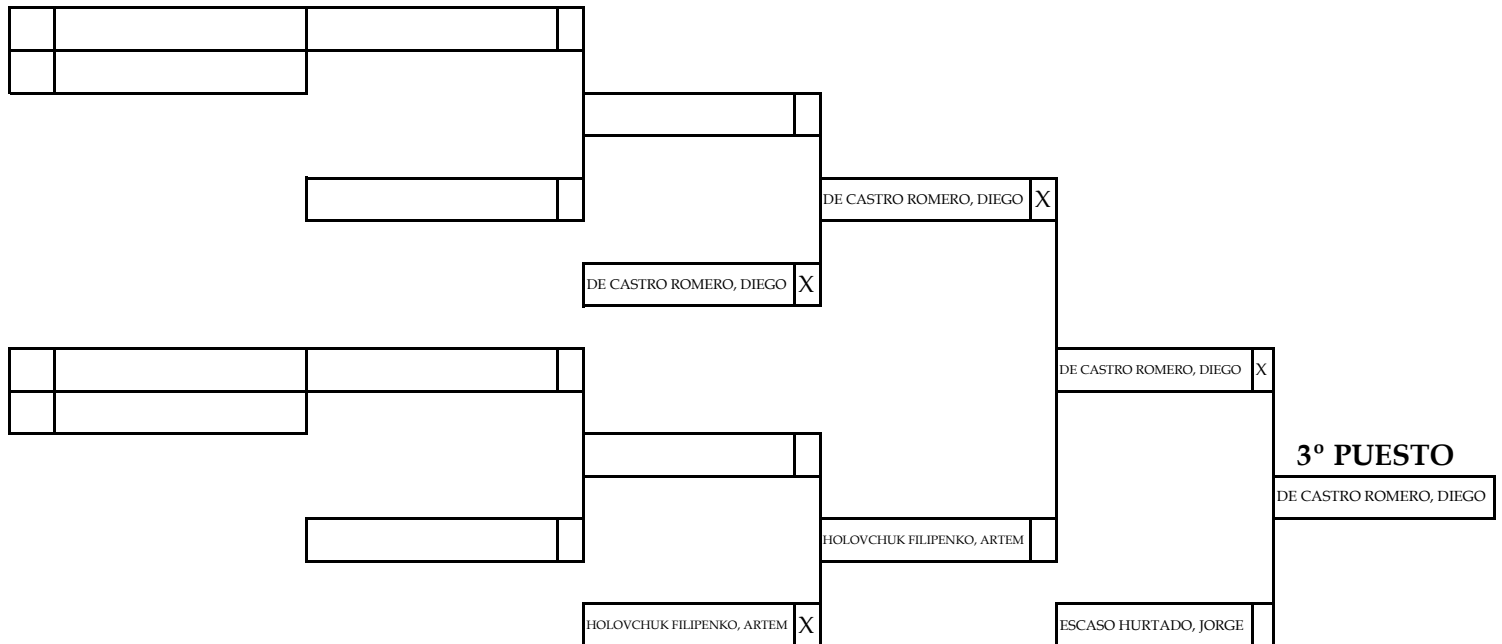 DE CASTRO ROMERO, DIEGO X
DE CASTRO ROMERO, DIEGO X
DE CASTRO ROMERO, DIEGO X
3º PUESTO
DE CASTRO ROMERO, DIEGO
HOLOVCHUK FILIPENKO, ARTEM
HOLOVCHUK FILIPENKO, ARTEM X
ESCASO HURTADO, JORGE